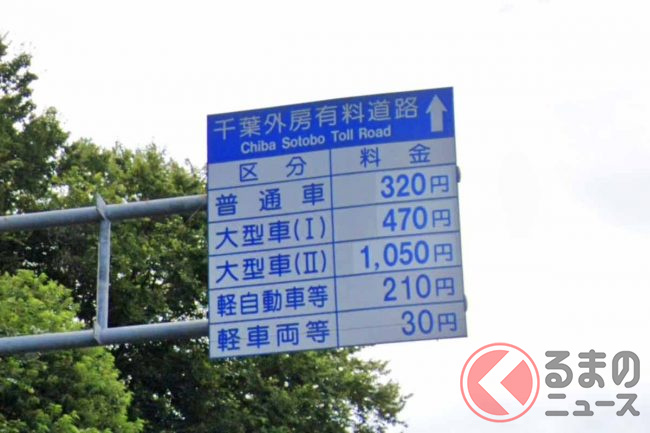 千葉外房有料道路 ↑
Chiba Sotobo Toll Road
区分 料金
普通車 320円
大型車(I) 470円
大型車(II) 1,050円
軽自動車等 210円
軽車両等 30円
くるまの
ニュース